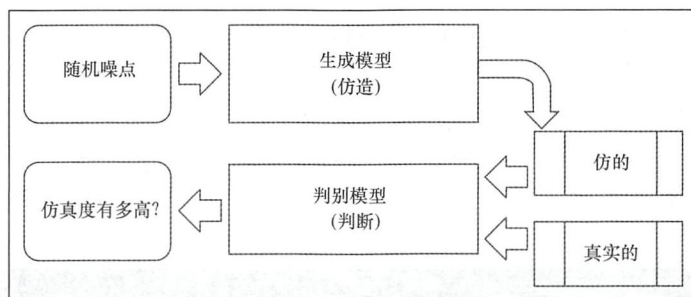 随机噪点
生成模型
(仿造)
仿的
仿真度有多高?
判别模型
(判断)
真实的